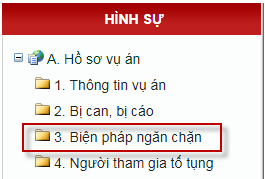 HÌNH SỰ
A. Hồ sơ vụ án
1. Thông tin vụ án
2. Bị can, bị cáo
3. Biện pháp ngăn chặn
4. Người tham gia tố tụng